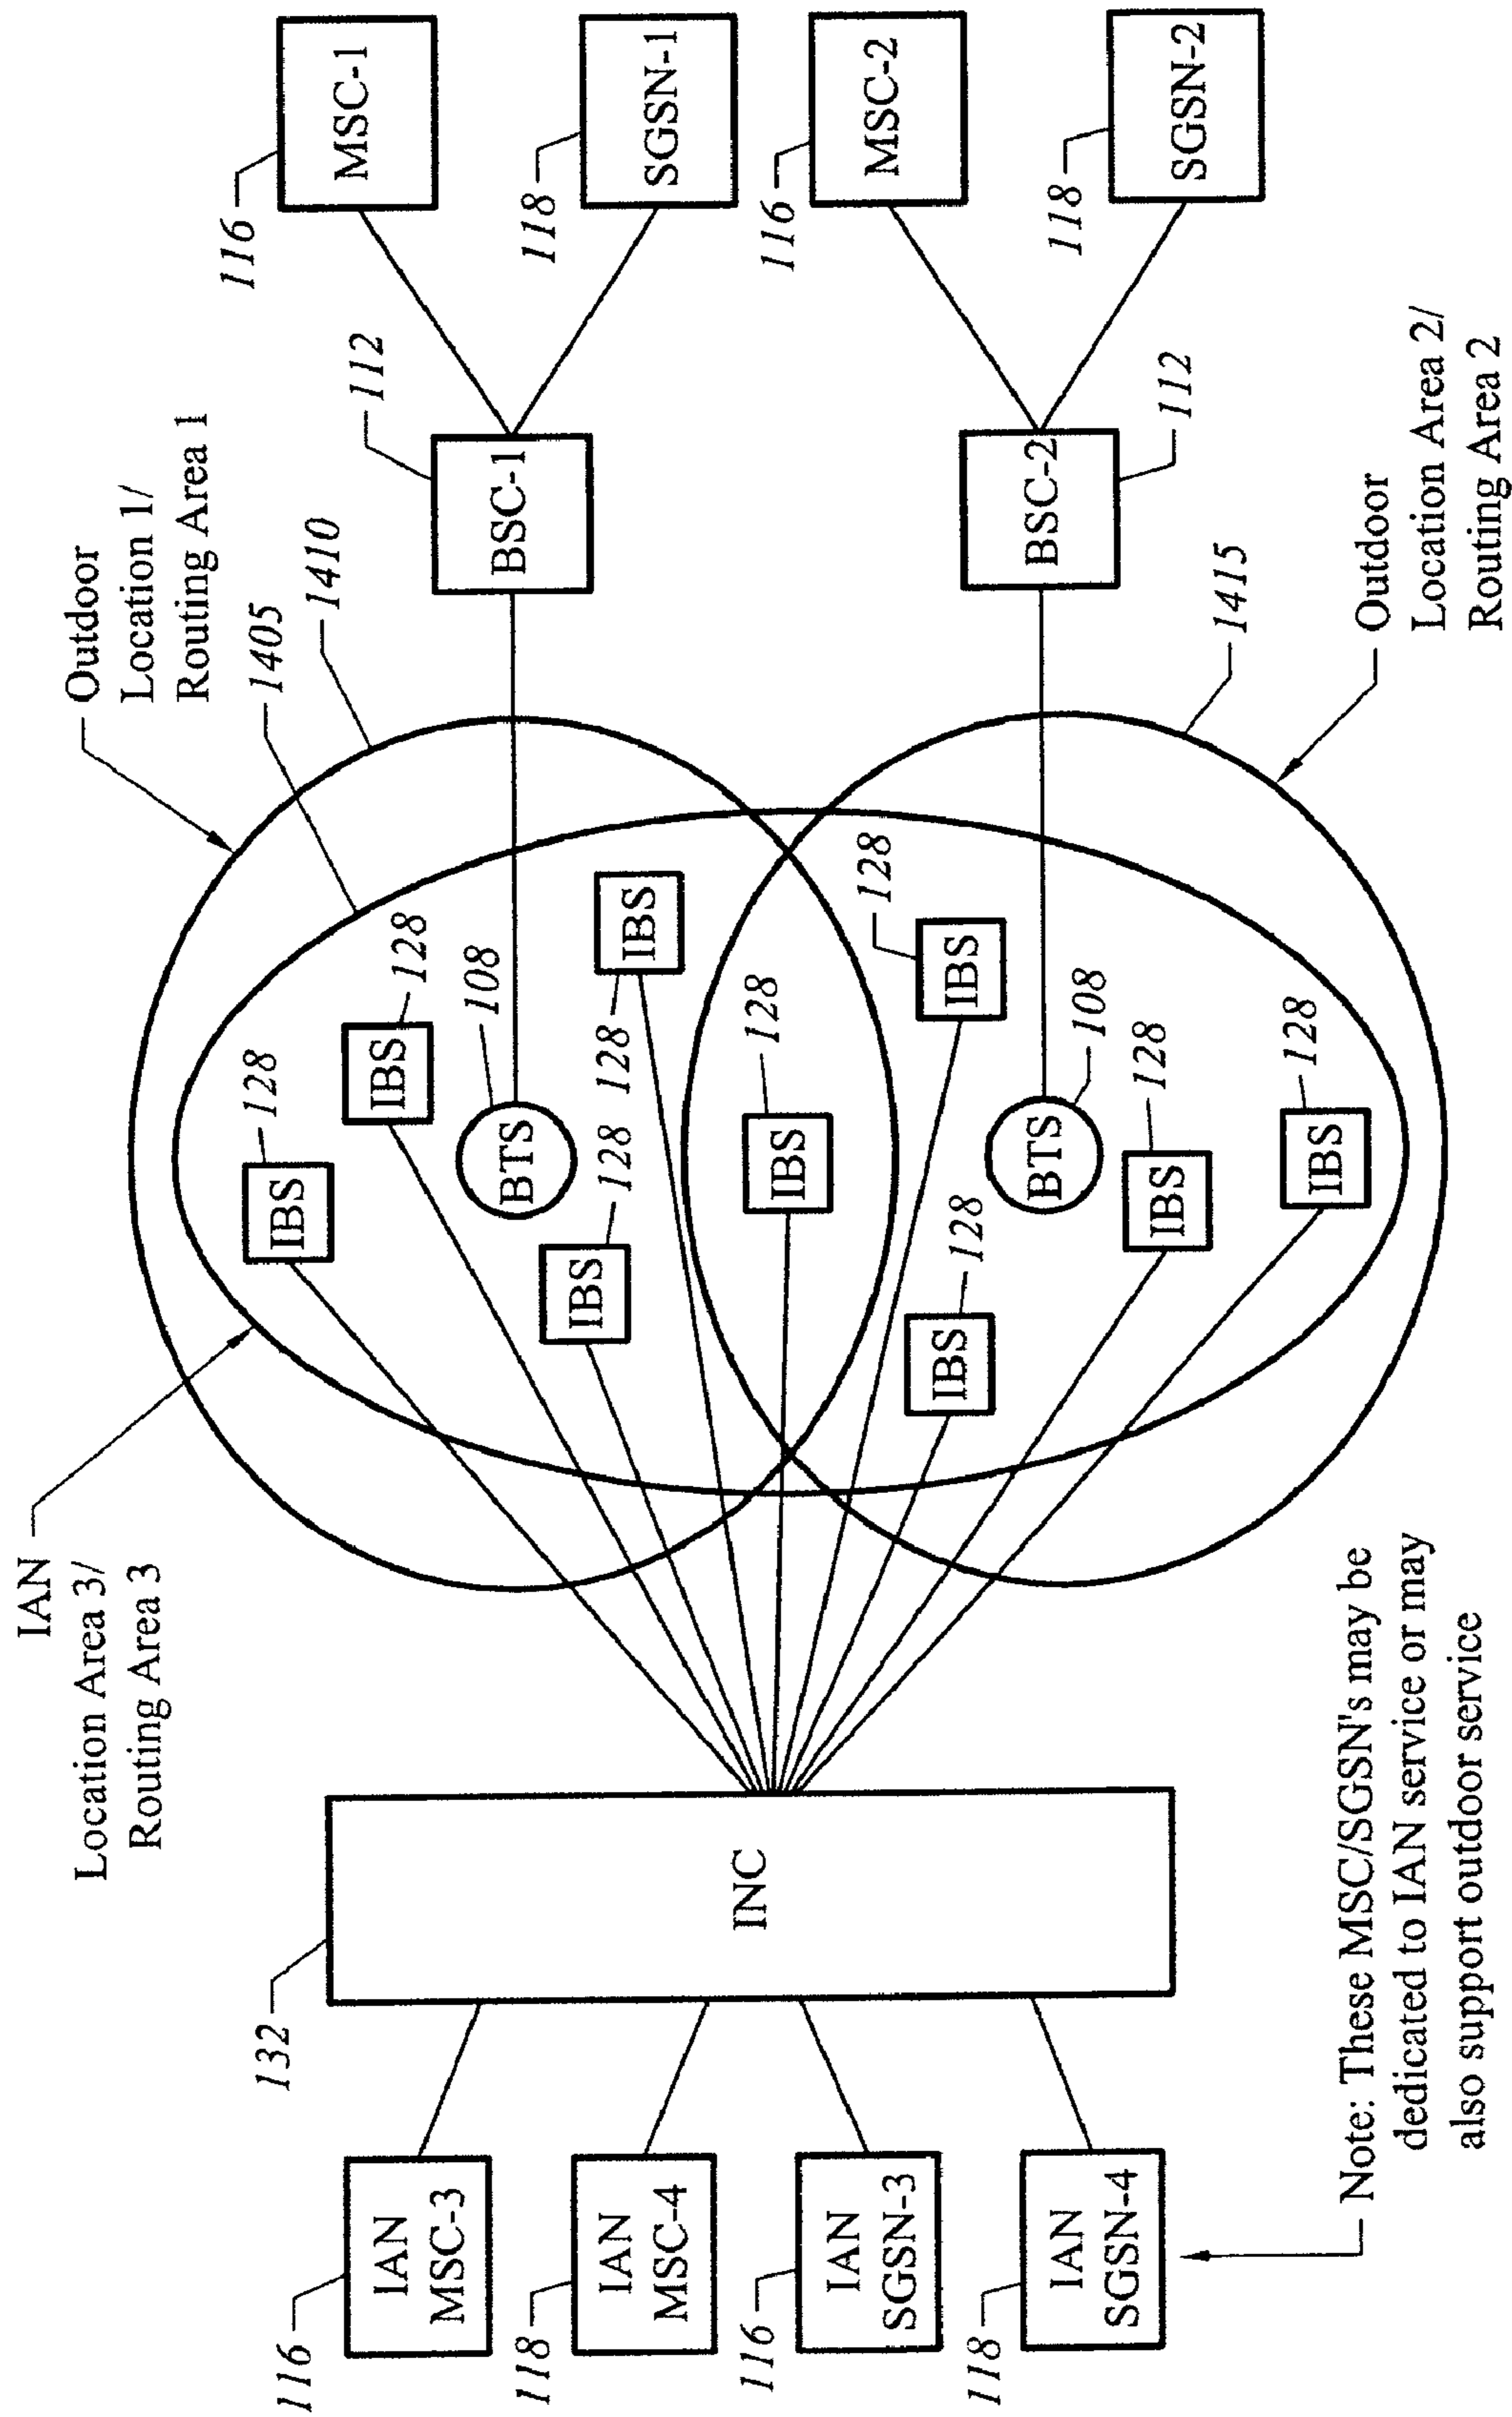 IAN
Location Area 3/
Routing Area 3
Outdoor
Location 1/
Routing Area 1
1405
1410
132
116
IAN
MSC-3
118
IAN
MSC-4
116
IAN
SGSN-3
118
IAN
SGSN-4
INC
IBS
128
IBS
128
BTS
108
IBS
128
IBS
128
IBS
128
IBS
128
IBS
128
BTS
108
IBS
128
IBS
128
BSC-1
112
116
MSC-1
118
SGSN-1
BSC-2
112
116
MSC-2
118
SGSN-2
1415
Outdoor
Location Area 2/
Routing Area 2
Note: These MSC/SGSN's may be
dedicated to IAN service or may
also support outdoor service